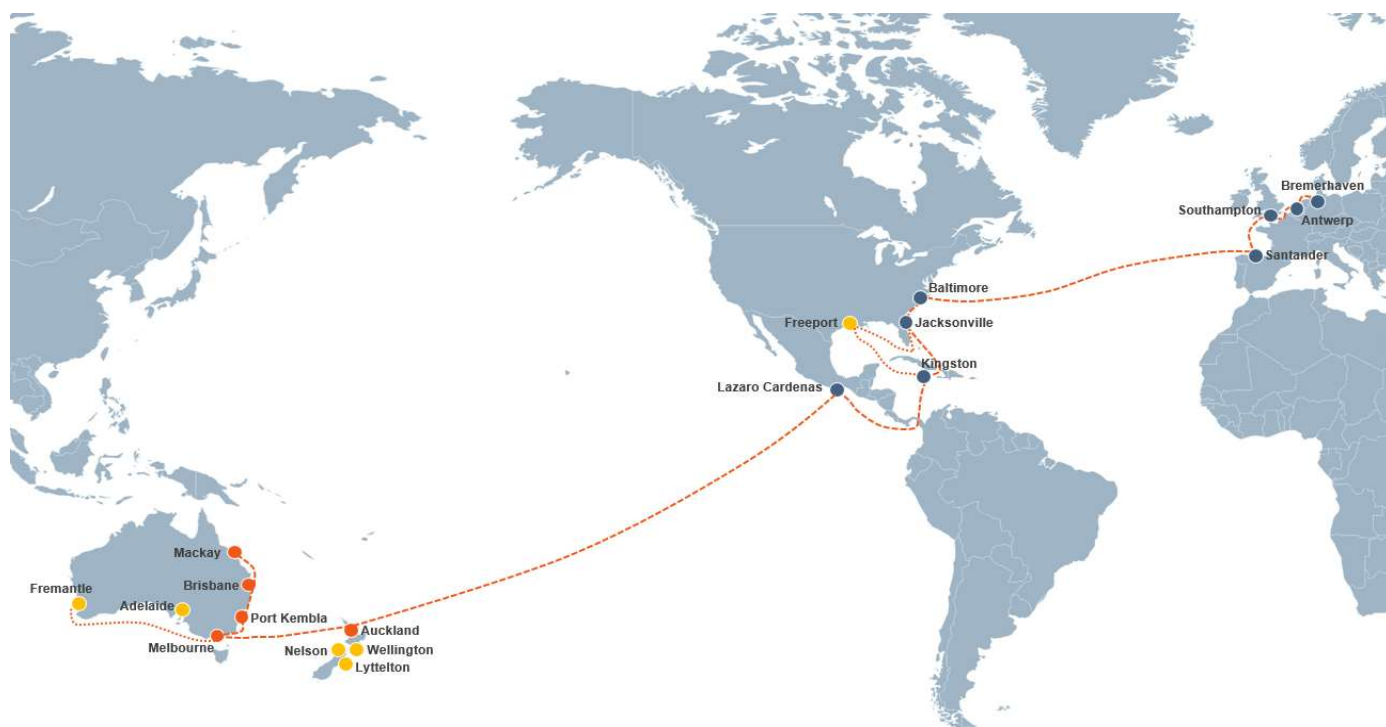 Bremerhaven
Southampton
Antwerp
Santander
Baltimore
Freeport
Jacksonville
Kingston
Lazaro Cardenas
Mackay
Brisbane
Fremantle
Adelaide
Port Kembla
Auckland
Melbourne
Nelson
Wellington
Lyttelton